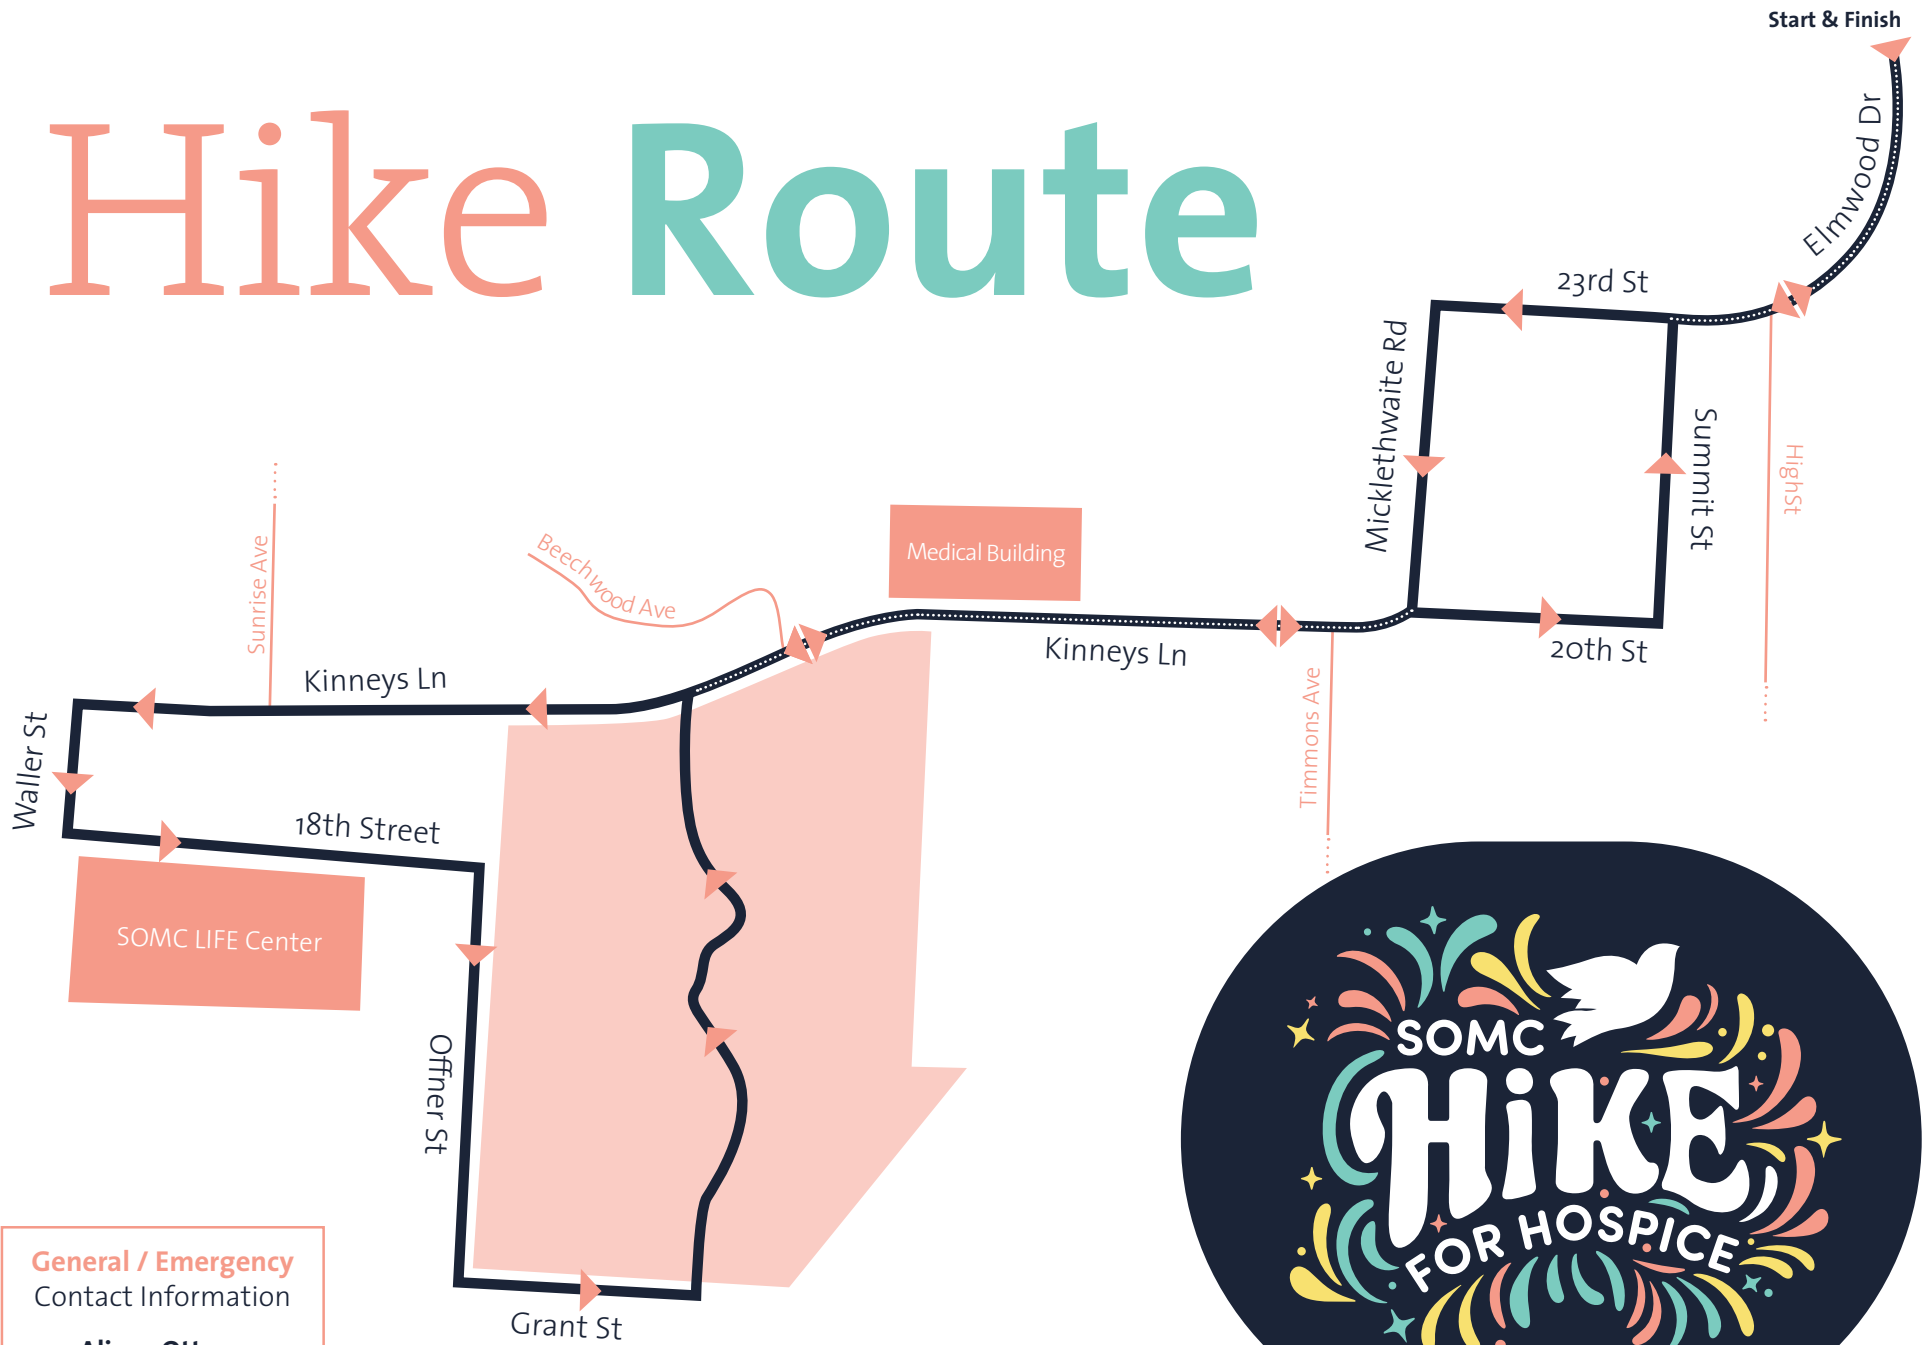 Start & Finish
Hike Route
Elmwood Dr
23rd St
Micklethwaite Rd
Summit St
HighSt
Sunrise Ave
Beechwood Ave
Medical Building
Kinneys Ln
20th St
Kinneys Ln
Timmons Ave
Waller St
18th Street
SOMC LIFE Center
Offner St
Grant St
SOMC
HiKE
FOR HOSPICE
General / Emergency
Contact Information